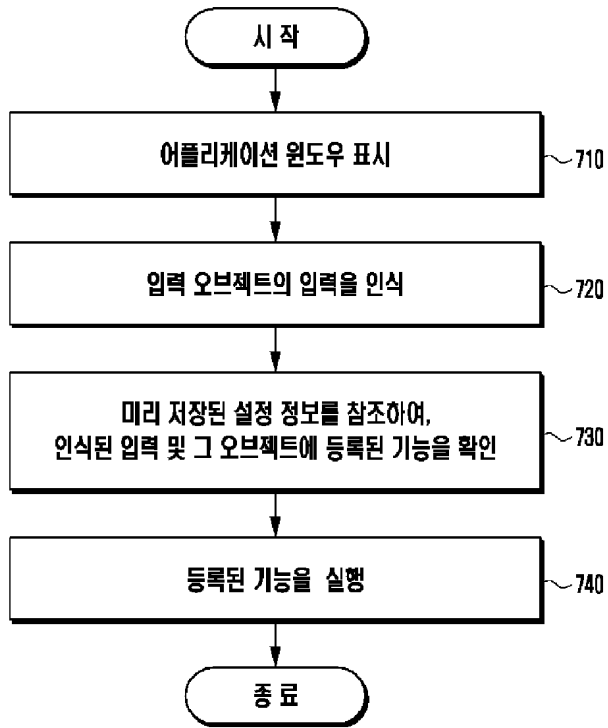 시 작
어플리케이션 윈도우 표시
710
입력 오브젝트의 입력을 인식
720
미리 저장된 설정 정보를 참조하여,
인식된 입력 및 그 오브젝트에 등록된 기능을 확인
730
등록된 기능을 실행
740
종 료